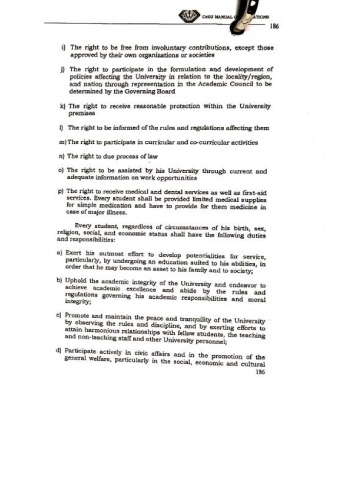 CMSF MANUAL OPERATIONS
186
i) The right to be free from involuntary contributions, except those
approved by their own organizations or societies
j) The right to participate in the formulation and development of
policies affecting the University in relation to the locality/region,
and nation through representation in the Academic Council to be
determined by the Governing Board
k) The right to receive reasonable protection within the University
premises
l) The right to be informed of the rules and regulations affecting them
m) The right to participate in curricular and co-curricular activities
n) The right to due process of law
o) The right to be assisted by his University through current and
adequate information on work opportunities
p) The right to receive medical and dental services as well as first-aid
services. Every student shall be provided limited medical supplies
for simple medication and have to provide for them medicine in
case of major illness.
Every student, regardless of circumstances of his birth, sex,
religion, social, and economic status shall have the following duties
and responsibilities:
a) Exert his outmost effort to develop potentialities for service,
particularly, by undergoing an education suited to his abilities, in
order that he may become an asset to his family and to society;
b) Uphold the academic integrity of the University and endeavor to
achieve academic excellence and abide by the rules and
regulations governing his academic responsibilities and moral
integrity;
c) Promote and maintain the peace and tranquility of the University
by observing the rules and discipline, and by exerting efforts to
attain harmonious relationships with fellow students, the teaching
and non-teaching staff and other University personnel;
d) Participate actively in civic affairs and in the promotion of the
general welfare, particularly in the social, economic and cultural
186